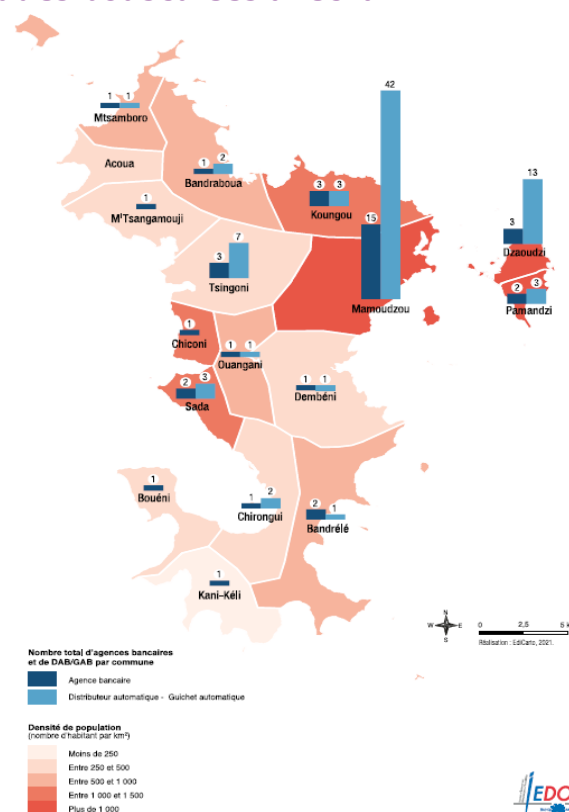 42
1 1
Mtsamboro
Acoua
1 2
Bandraboua
1
M'Tsangamouji
3 3
Koungou
15
Mamoudzou
13
3
Dzaoudzi
2 3
Pamandzi
7
3
Tsingoni
1
Chiconi
1 1
Ouangani
2 3
Sada
1 1
Dembéni
1
Bouéni
1 2
Chirongui
2 1
Bandrélé
1
Kani-Kéli
N
W E
S
0 2,5 5
Réalisation : EdiCarto, 2021.
Nombre total d'agences bancaires
et de DAB/GAB par commune
Agence bancaire
Distributeur automatique - Guichet automatique
Densité de population
(nombre d'habitant par km²)
Moins de 250
Entre 250 et 500
Entre 500 et 1 000
Entre 1 000 et 1 500
Plus de 1 000